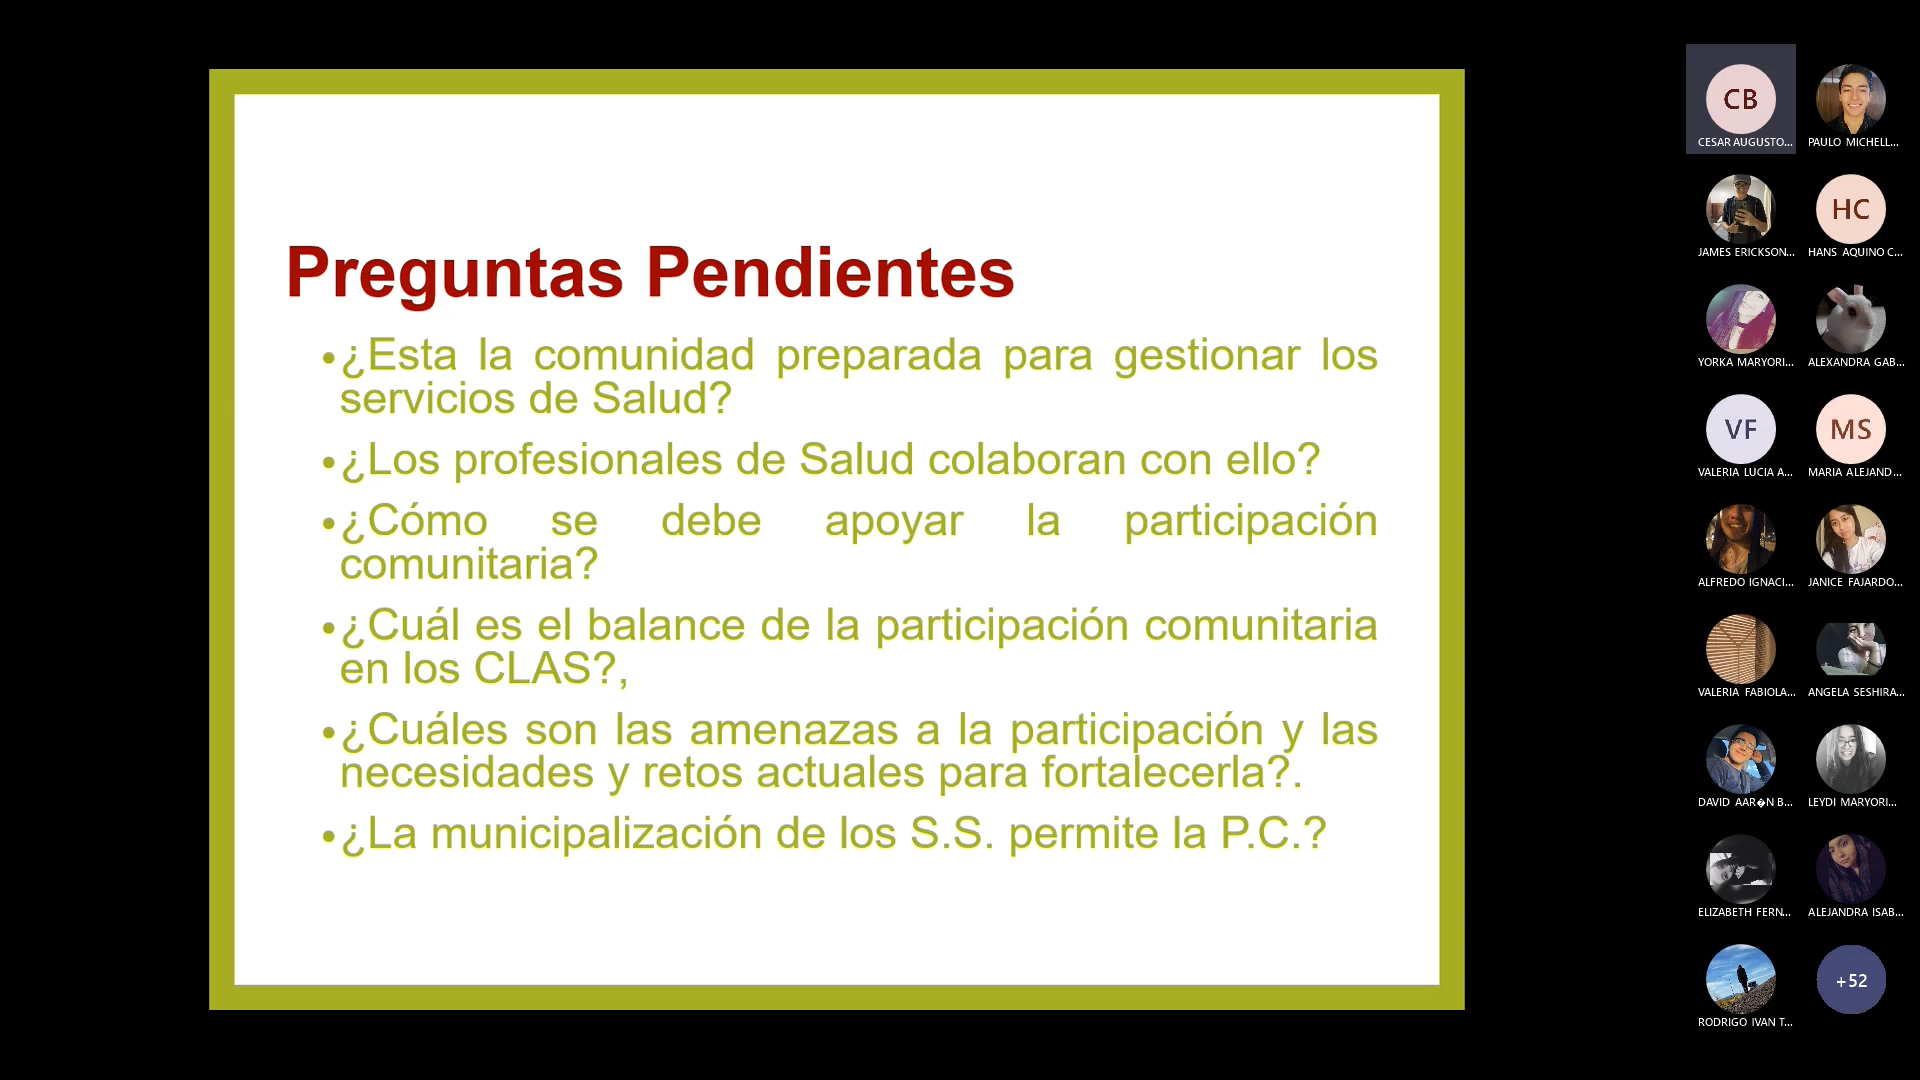 Preguntas Pendientes
•¿Esta la comunidad preparada para gestionar los
servicios de Salud?
•¿Los profesionales de Salud colaboran con ello?
•¿Cómo se debe apoyar la participación
comunitaria?
•¿Cuál es el balance de la participación comunitaria
en los CLAS?,
•¿Cuáles son las amenazas a la participación y las
necesidades y retos actuales para fortalecerla?.
•¿La municipalización de los S.S. permite la P.C.?
CB
CESAR AUGUSTO...
PAULO MICHELL...
JAMES ERICKSON...
HC
HANS AQUINO C...
YORKA MARYORI...
ALEXANDRA GAB...
VF
VALERIA LUCIA A...
MS
MARIA ALEJAND...
ALFREDO IGNACI...
JANICE FAJARDO...
VALERIA FABIOLA...
ANGELA SESHIRA...
DAVID AAR�N B...
LEYDI MARYORI...
ELIZABETH FERN...
ALEJANDRA ISAB...
RODRIGO IVAN T...
+52